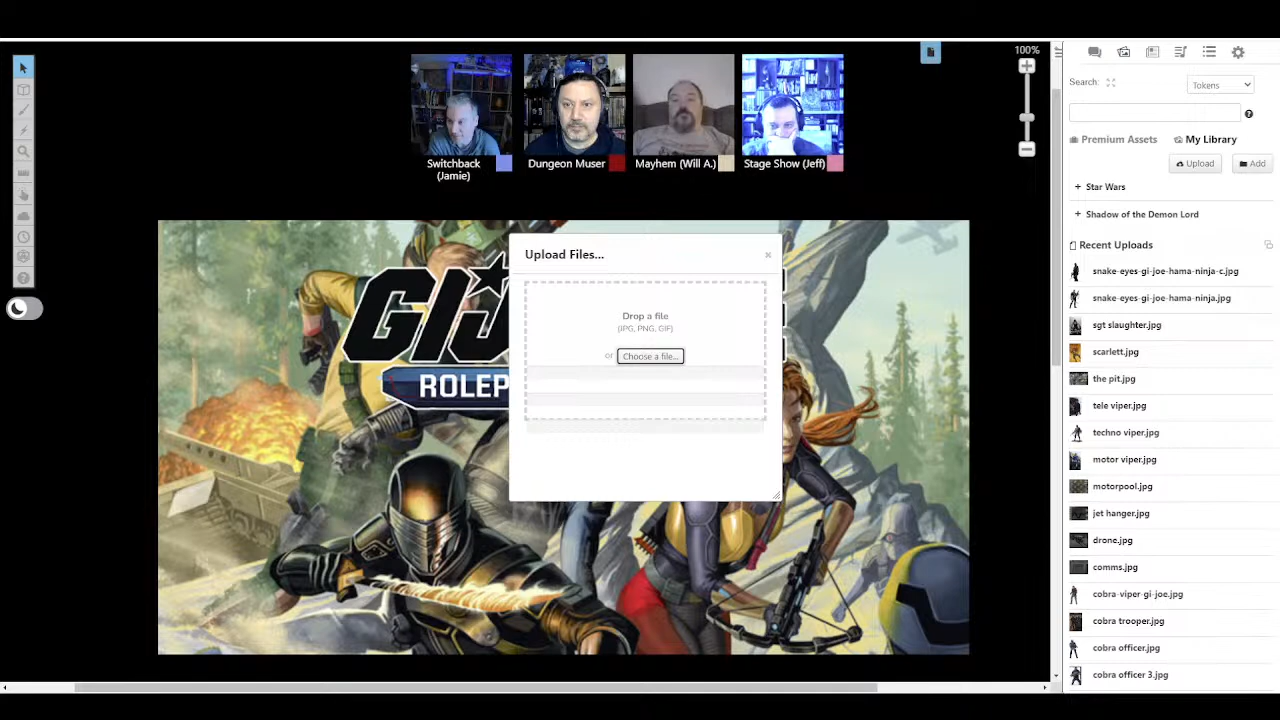 100%
Switchback
(Jamie)
Dungeon Muser
Mayhem (Will A.)
Stage Show (Jeff)
Search:
Tokens
Premium Assets
My Library
Upload
Add
+ Star Wars
+ Shadow of the Demon Lord
Recent Uploads
snake-eyes-gi-joe-hama-ninja-c.jpg
snake-eyes-gi-joe-hama-ninja.jpg
sgt slaughter.jpg
scarlett.jpg
the pit.jpg
tele viper.jpg
techno viper.jpg
motor viper.jpg
motorpool.jpg
jet hanger.jpg
drone.jpg
comms.jpg
cobra-viper-gi-joe.jpg
cobra trooper.jpg
cobra officer.jpg
cobra officer 3.jpg
Upload Files...
×
Drop a file
(JPG, PNG, GIF)
or
Choose a file...
GI J
ROLEP